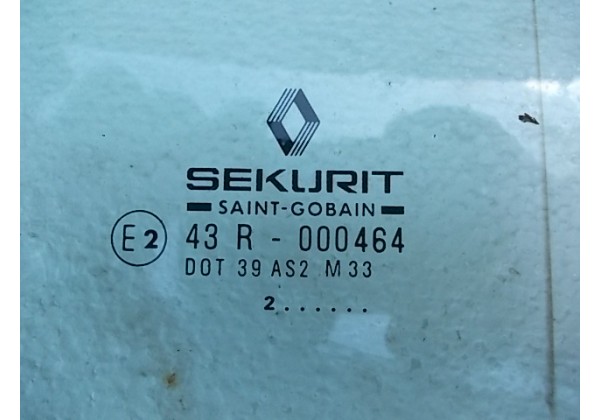 SEKURIT
SAINT-GOBAIN
E2 43 R - 000464
DOT 39 AS2 M33
2......